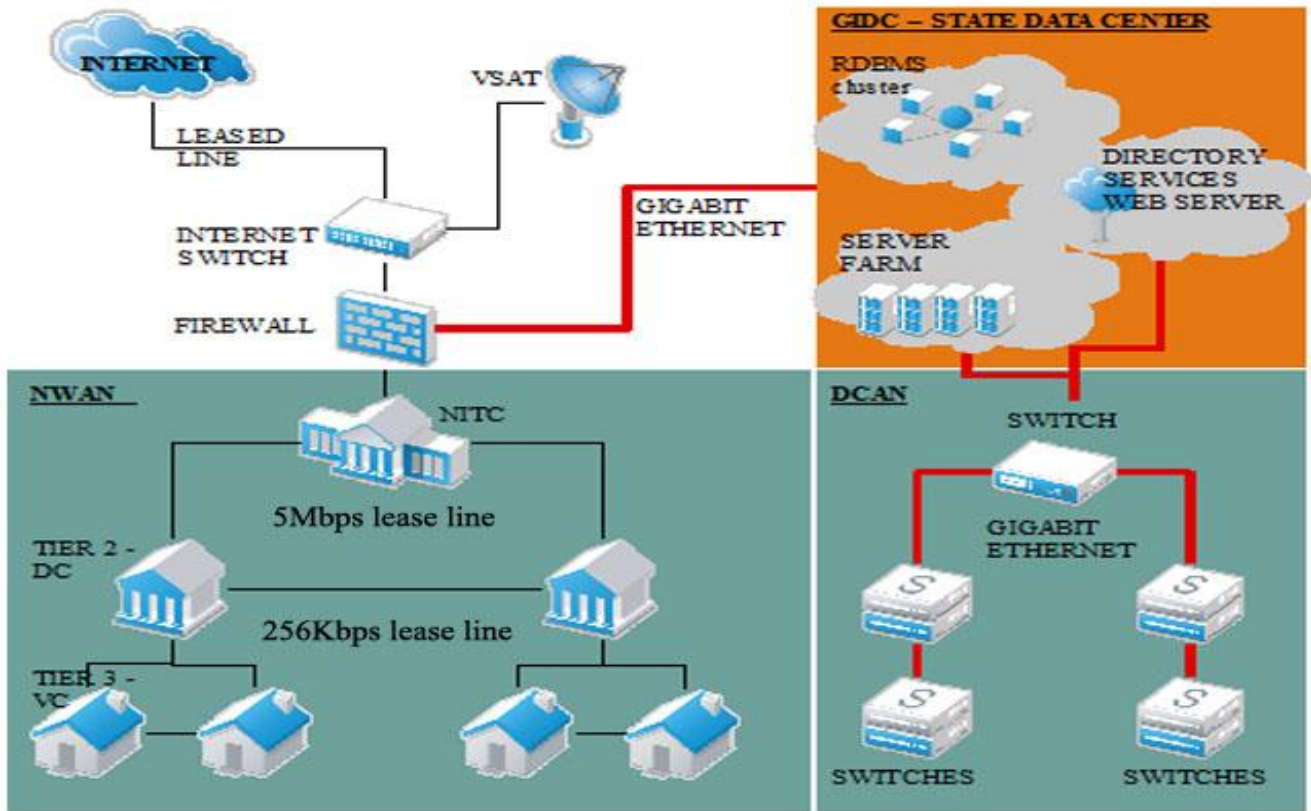 INTERNET
VSAT
LEASED
LINE
INTERNET
SWITCH
GIGABIT
ETHERNET
FIREWALL
GIDC – STATE DATA CENTER
RDBMS
cluster
DIRECTORY
SERVICES
WEB SERVER
SERVER
FARM
NWAN
NITC
5Mbps lease line
TIER 2 -
DC
256Kbps lease line
TIER 3 -
VC
DCAN
SWITCH
GIGABIT
ETHERNET
S
S
S
S
SWITCHES
SWITCHES